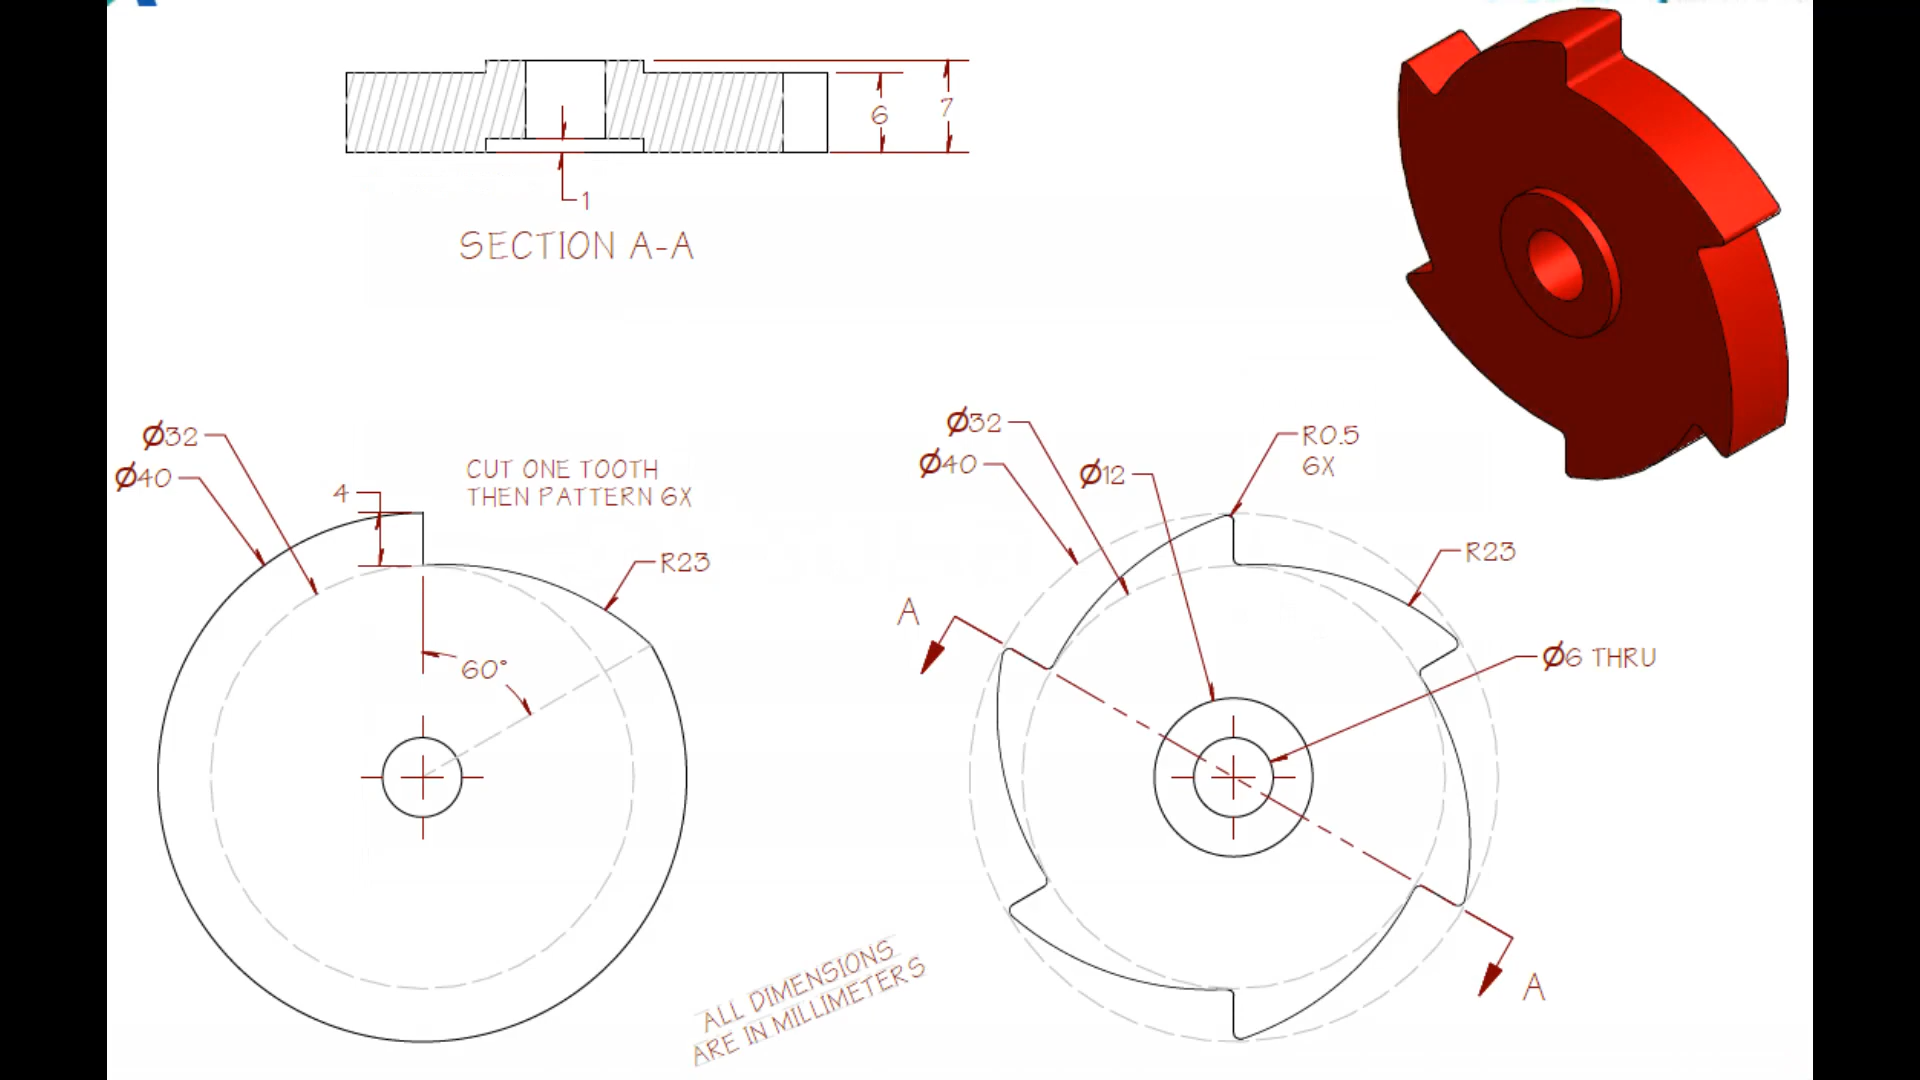 6
7
1
SECTION A-A
Ø32
Ø40
4
CUT ONE TOOTH
THEN PATTERN 6X
R23
60°
Ø32
Ø40
Ø12
R0.5
6X
R23
A
Ø6 THRU
A
ALL DIMENSIONS
ARE IN MILLIMETERS